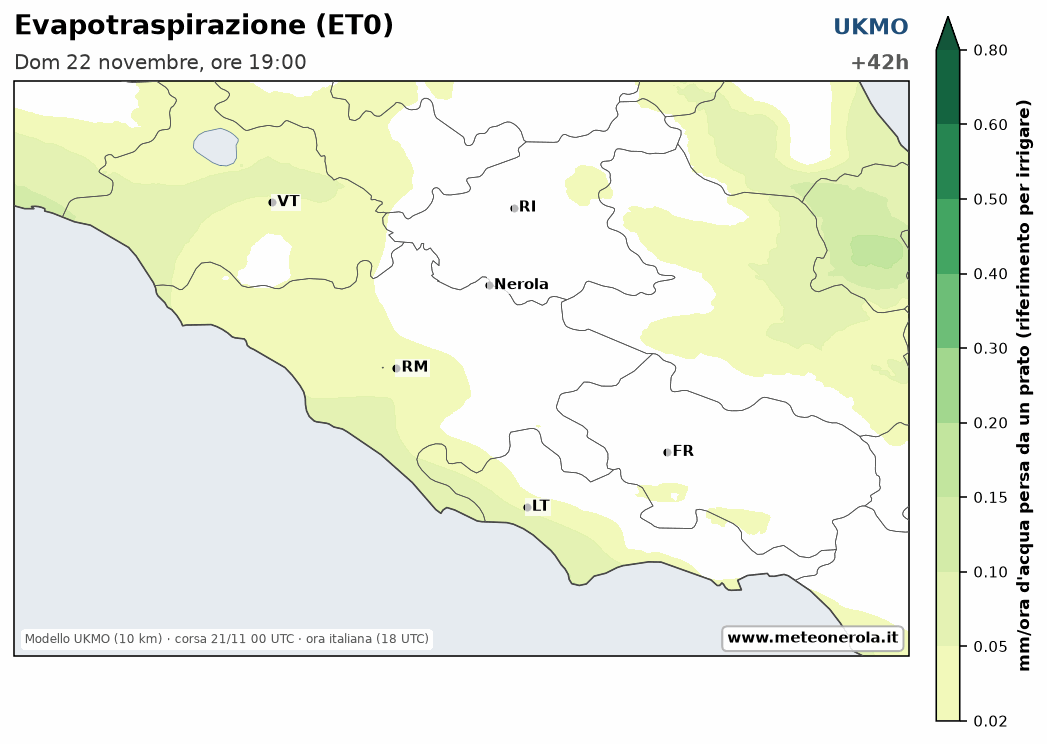 Evapotraspirazione (ET0)
UKMO
Dom 22 novembre, ore 19:00
+42h
VT
RI
Nerola
RM
FR
LT
Modello UKMO (10 km) · corsa 21/11 00 UTC · ora italiana (18 UTC)
www.meteonerola.it
0.80
0.60
0.50
0.40
0.30
0.20
0.15
0.10
0.05
0.02
mm/ora d'acqua persa da un prato (riferimento per irrigare)